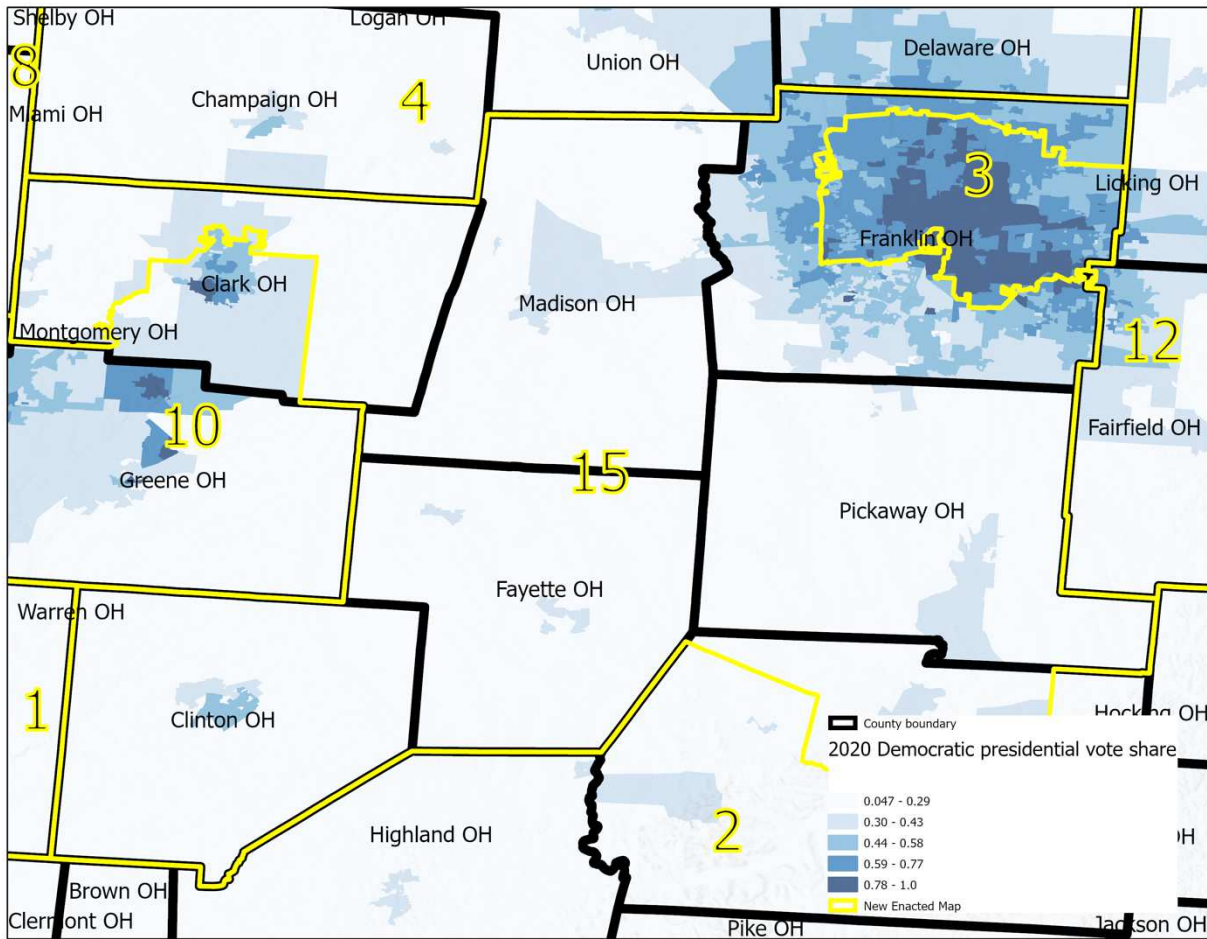 Shelby OH
Logan OH
Union OH
Delaware OH
8
Champaign OH
4
Miami OH
3
Licking OH
Franklin OH
Clark OH
Madison OH
Montgomery OH
12
10
Fairfield OH
Greene OH
15
Pickaway OH
Fayette OH
Warren OH
1
Clinton OH
Hocking OH
County boundary
2020 Democratic presidential vote share
0.047 - 0.29
0.30 - 0.43
0.44 - 0.58
0.59 - 0.77
0.78 - 1.0
New Enacted Map
2
Highland OH
OH
Brown OH
Clermont OH
Pike OH
Jackson OH